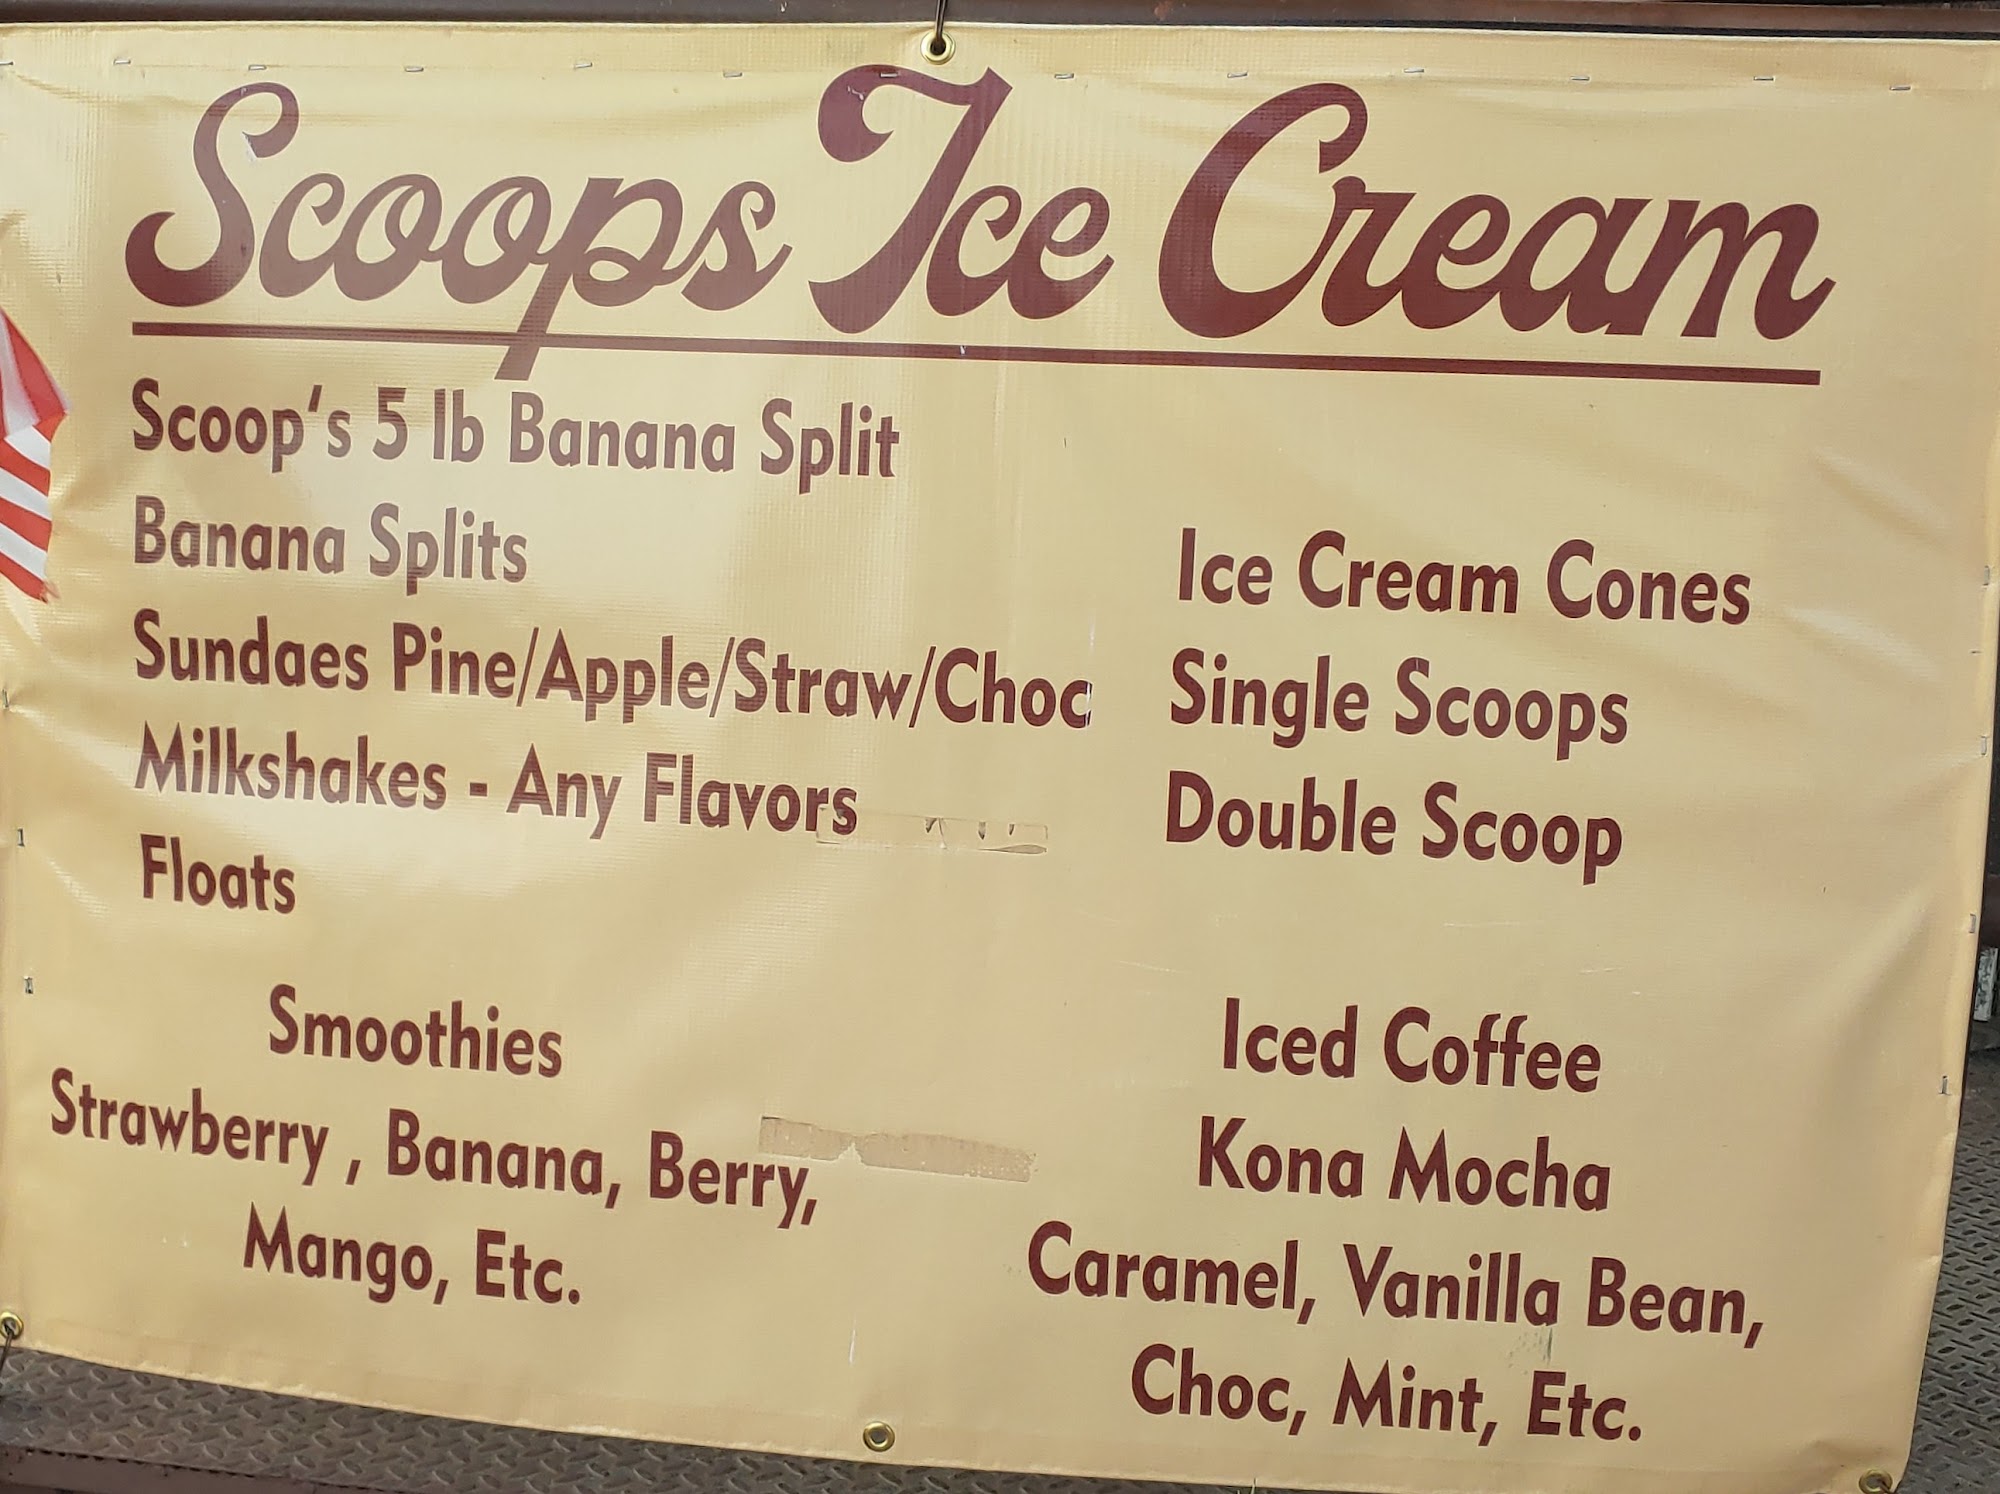 Scoops Ice Cream
Scoop's 5 lb Banana Split
Banana Splits
Sundaes Pine/Apple/Straw/Choc
Milkshakes - Any Flavors
Floats
Ice Cream Cones
Single Scoops
Double Scoop
Smoothies
Strawberry , Banana, Berry,
Mango, Etc.
Iced Coffee
Kona Mocha
Caramel, Vanilla Bean,
Choc, Mint, Etc.